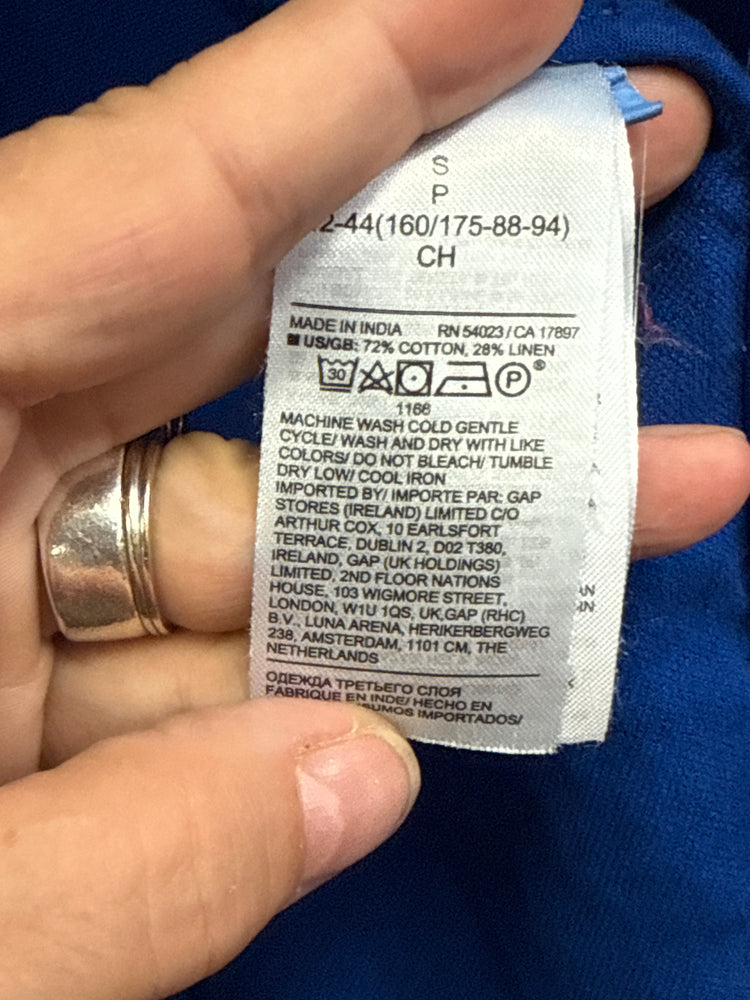 S
P
2-44(160/175-88-94)
CH
MADE IN INDIA RN 54023 / CA 17897
US/GB: 72% COTTON, 28% LINEN
30 P ®
1166
MACHINE WASH COLD GENTLE
CYCLE/ WASH AND DRY WITH LIKE
COLORS/ DO NOT BLEACH/ TUMBLE
DRY LOW/ COOL IRON
IMPORTED BY/ IMPORTE PAR: GAP
STORES (IRELAND) LIMITED C/O
ARTHUR COX, 10 EARLSFORT
TERRACE, DUBLIN 2, D02 T380,
IRELAND, GAP (UK HOLDINGS)
LIMITED, 2ND FLOOR NATIONS
HOUSE, 103 WIGMORE STREET,
LONDON, W1U 1QS, UK,GAP (RHC)
B.V., LUNA ARENA, HERIKERBERGWEG
238, AMSTERDAM, 1101 CM, THE
NETHERLANDS
ОДЕЖДА ТРЕТЬЕГО СЛОЯ
FABRIQUE EN INDE/ HECHO EN
IMPORTADOS/